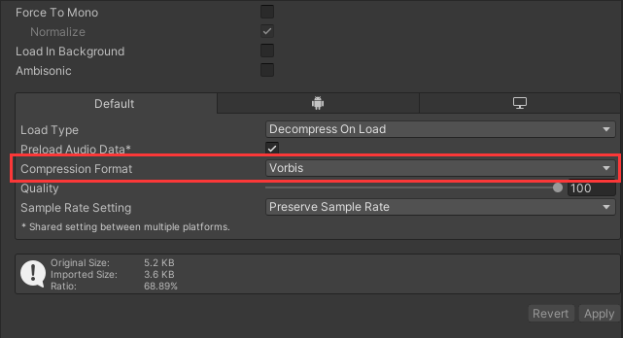 Force To Mono
Normalize
Load In Background
Ambisonic
Default
Load Type Decompress On Load
Preload Audio Data*
Compression Format Vorbis
Quality 100
Sample Rate Setting Preserve Sample Rate
* Shared setting between multiple platforms.
Original Size: 5.2 KB
Imported Size: 3.6 KB
Ratio: 68.89%
Revert Apply